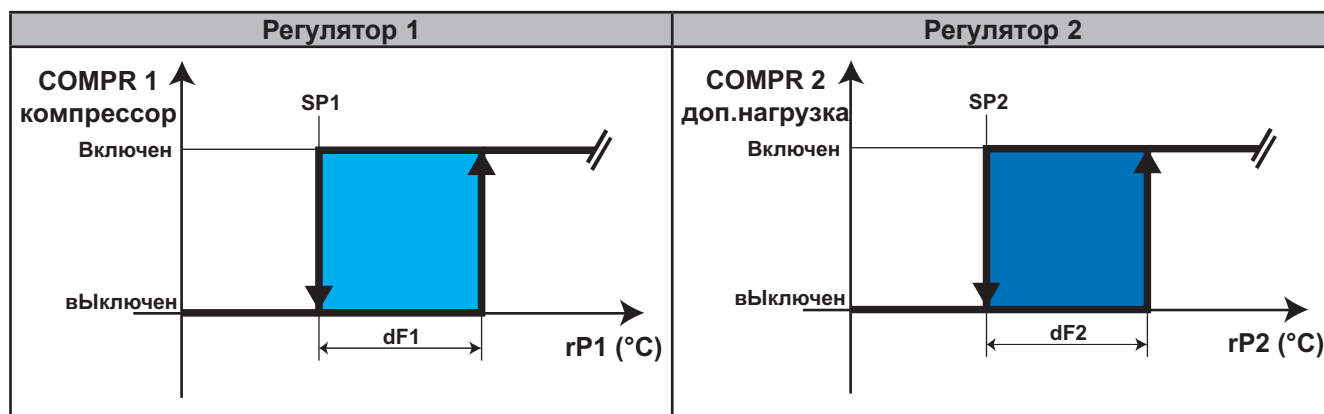 Регулятор 1
COMPR 1
компрессор
SP1
Включен
вЫключен
dF1
rP1 (°C)
Регулятор 2
COMPR 2
доп.нагрузка
SP2
Включен
вЫключен
dF2
rP2 (°C)